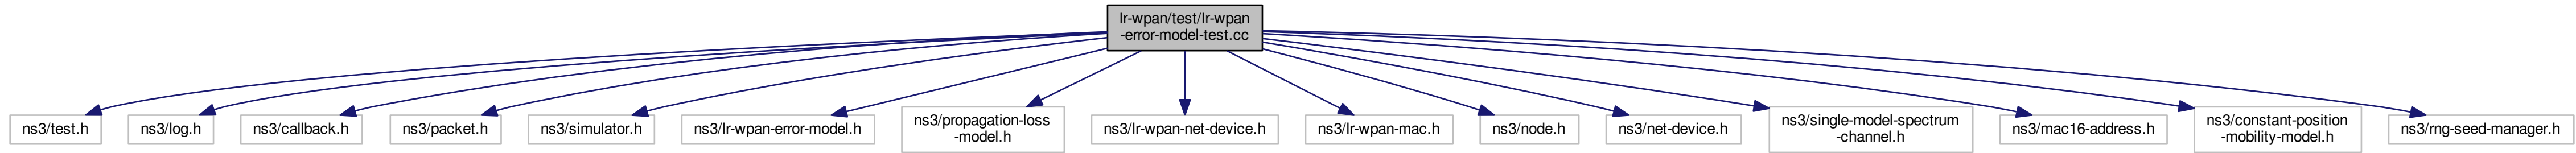 lr-wpan/test/lr-wpan
-error-model-test.cc
ns3/test.h
ns3/log.h
ns3/callback.h
ns3/packet.h
ns3/simulator.h
ns3/lr-wpan-error-model.h
ns3/propagation-loss
-model.h
ns3/lr-wpan-net-device.h
ns3/lr-wpan-mac.h
ns3/node.h
ns3/net-device.h
ns3/single-model-spectrum
-channel.h
ns3/mac16-address.h
ns3/constant-position
-mobility-model.h
ns3/rng-seed-manager.h